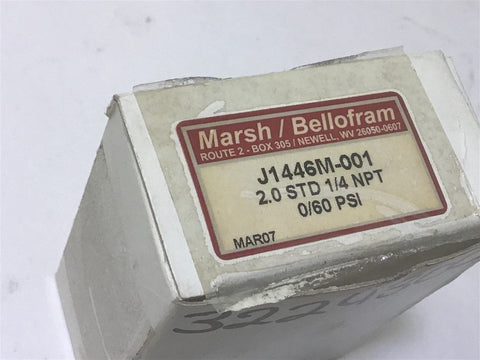 Marsh / Bellofram
ROUTE 2 - BOX 305 / NEWELL, WV 26050-0607
J1446M-001
2.0 STD 1/4 NPT
0/60 PSI
MAR07